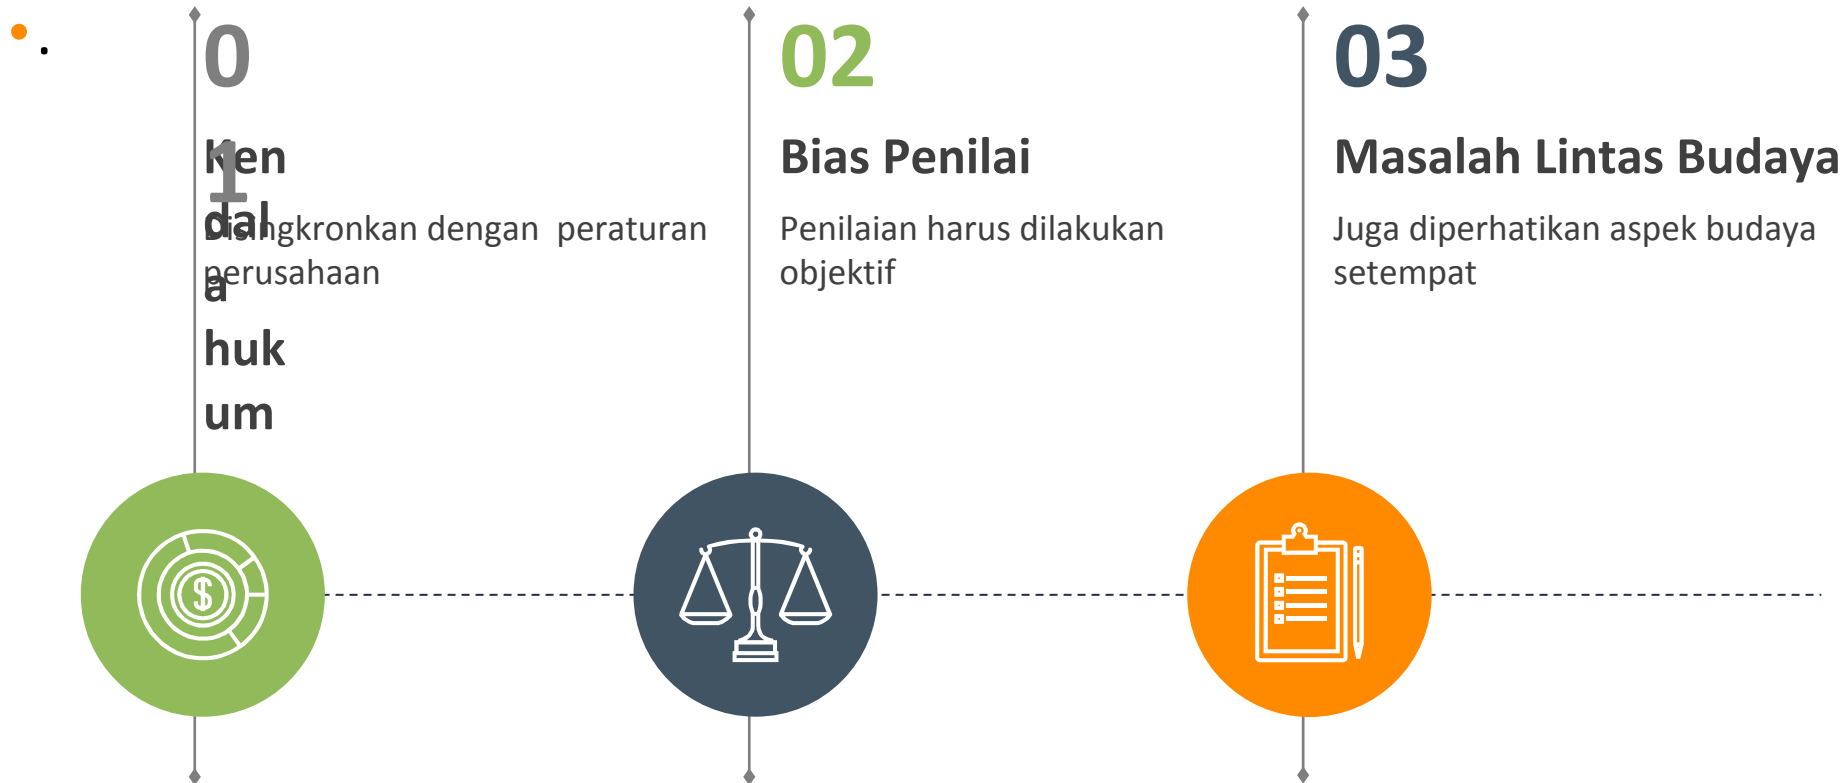 0
1
Ken
dal
a
huk
um
Disingkronkan dengan peraturan
perusahaan
02
Bias Penilai
Penilaian harus dilakukan
objektif
03
Masalah Lintas Budaya
Juga diperhatikan aspek budaya
setempat
$